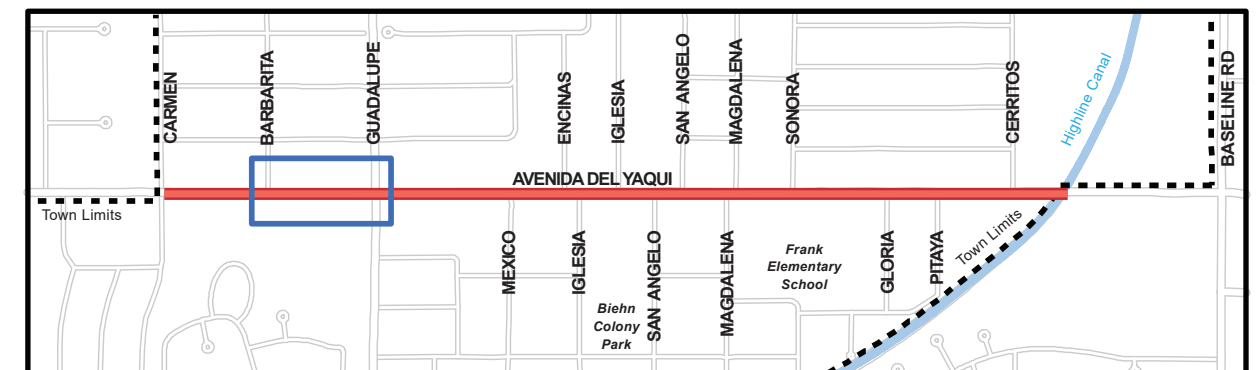 CARMEN
BARBARITA
GUADALUPE
ENCINAS
IGLESIA
SAN ANGELO
MAGDALENA
SONORA
CERRITOS
Highline Canal
BASELINE RD
AVENIDA DEL YAQUI
Town Limits
MEXICO
IGLESIA
Biehn
Colony
Park
SAN ANGELO
MAGDALENA
Frank
Elementary
School
GLORIA
PITAYA
Town Limits